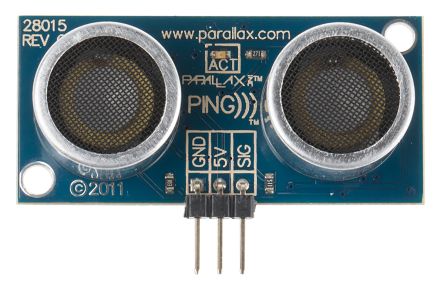 28015
REV
www.parallax.com
ACT
PARALLAX
PING)))™
GND
5V
SIG
©2011